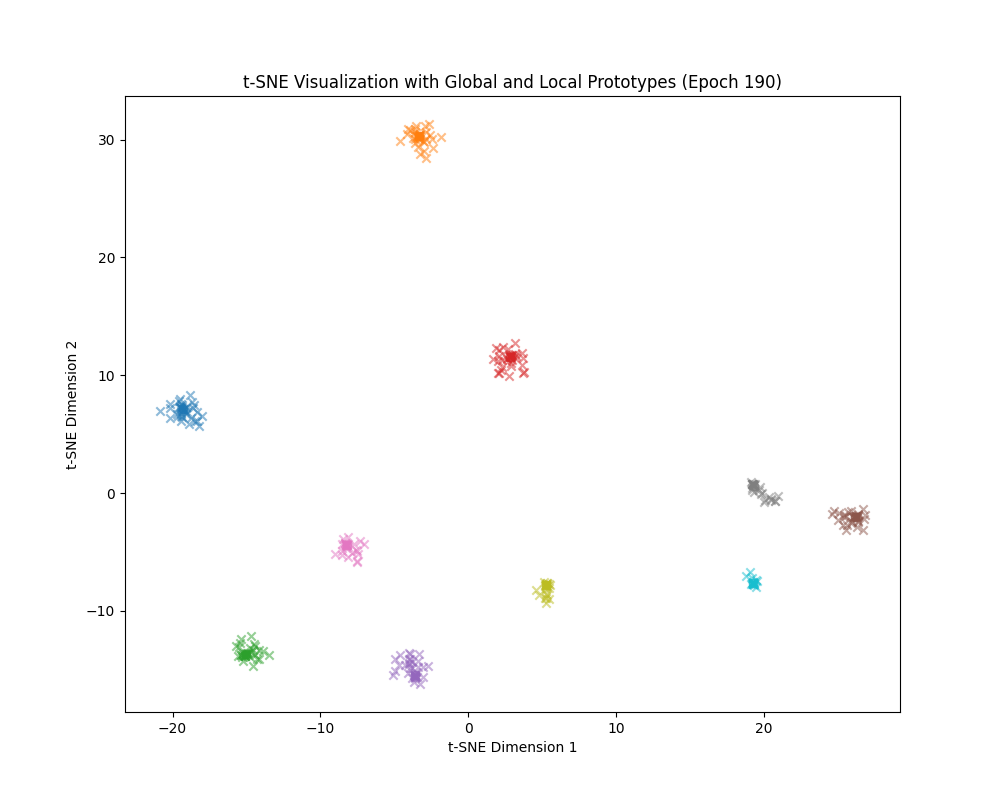 t-SNE Visualization with Global and Local Prototypes (Epoch 190)
30
20
10
0
−10
t-SNE Dimension 2
−20 −10 0 10 20
t-SNE Dimension 1